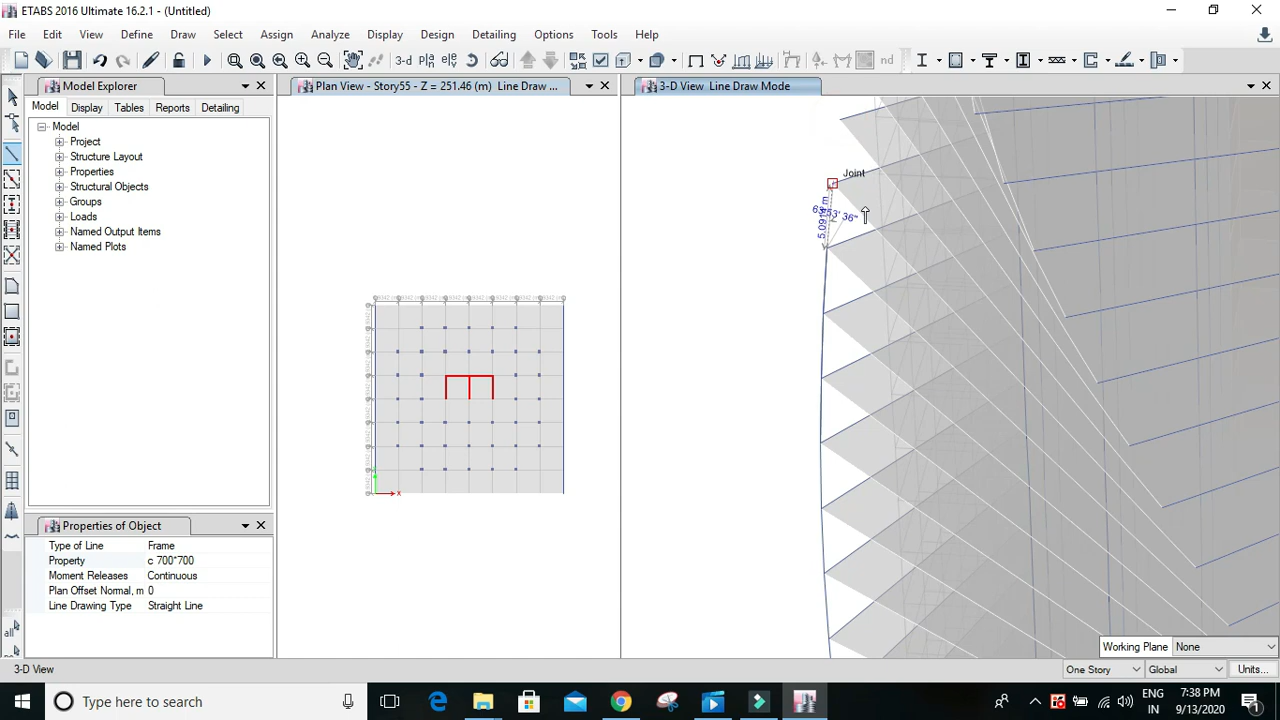 ETABS 2016 Ultimate 16.2.1 - (Untitled)
File Edit View Define Draw Select Assign Analyze Display Design Detailing Options Tools Help
3-d nd
Model Explorer
Plan View - Story55 - Z = 251.46 (m) Line Draw ...
3-D View Line Draw Mode
Model Display Tables Reports Detailing
Model
Project
Structure Layout
Properties
Structural Objects
Groups
Loads
Named Output Items
Named Plots
Joint
X
Properties of Object
Type of Line Frame
Property c 700*700
Moment Releases Continuous
Plan Offset Normal, m 0
Line Drawing Type Straight Line
Working Plane None
3-D View
One Story Global Units...
all
Type here to search
ENG
IN
7:38 PM
9/13/2020